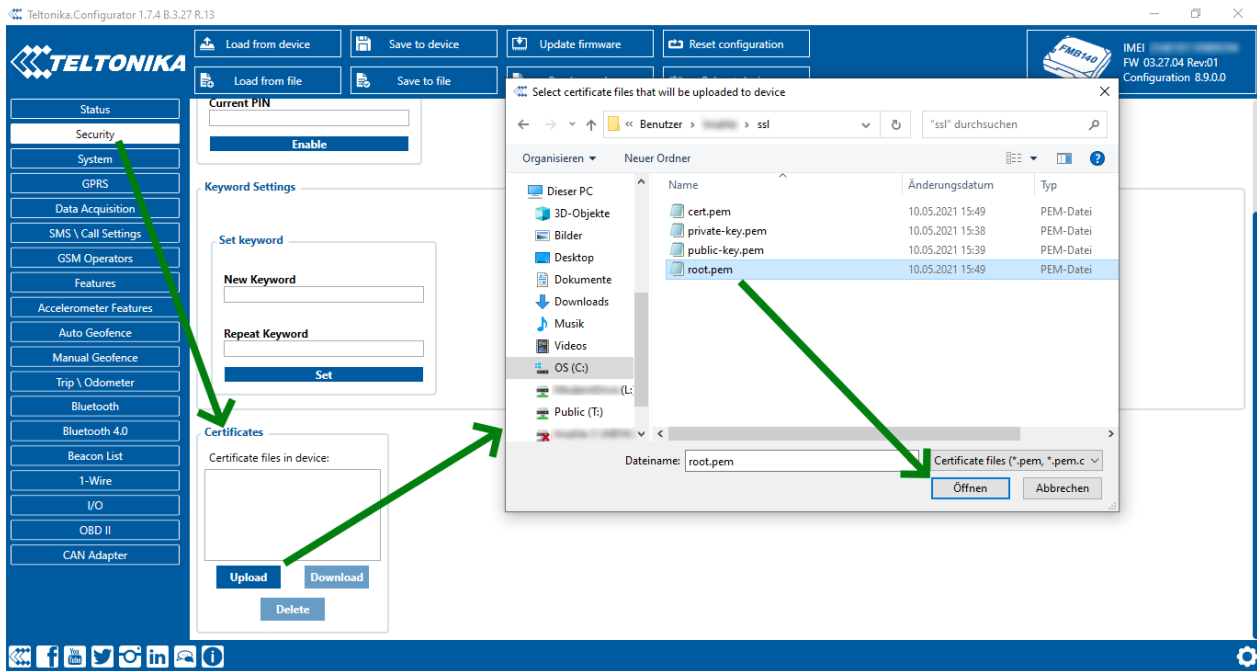 Teltonika.Configurator 1.7.4 B.3.27 R.13
TELTONIKA
Load from device
Save to device
Update firmware
Reset configuration
Load from file
Save to file
FMB140
IMEI
FW 03.27.04 Rev:01
Configuration 8.9.0.0
Status
Security
System
GPRS
Data Acquisition
SMS \ Call Settings
GSM Operators
Features
Accelerometer Features
Auto Geofence
Manual Geofence
Trip \ Odometer
Bluetooth
Bluetooth 4.0
Beacon List
1-Wire
I/O
OBD II
CAN Adapter
Current PIN
Enable
Keyword Settings
Set keyword
New Keyword
Repeat Keyword
Set
Certificates
Certificate files in device:
Upload
Download
Delete
Select certificate files that will be uploaded to device
« Benutzer › › ssl
"ssl" durchsuchen
Organisieren
Neuer Ordner
Dieser PC
3D-Objekte
Bilder
Desktop
Dokumente
Downloads
Musik
Videos
OS (C:)
(L:
Public (T:)
Name Änderungsdatum Typ
cert.pem 10.05.2021 15:49 PEM-Datei
private-key.pem 10.05.2021 15:38 PEM-Datei
public-key.pem 10.05.2021 15:39 PEM-Datei
root.pem 10.05.2021 15:49 PEM-Datei
Dateiname: root.pem
Certificate files (*.pem, *.pem.c
Öffnen
Abbrechen
You Tube